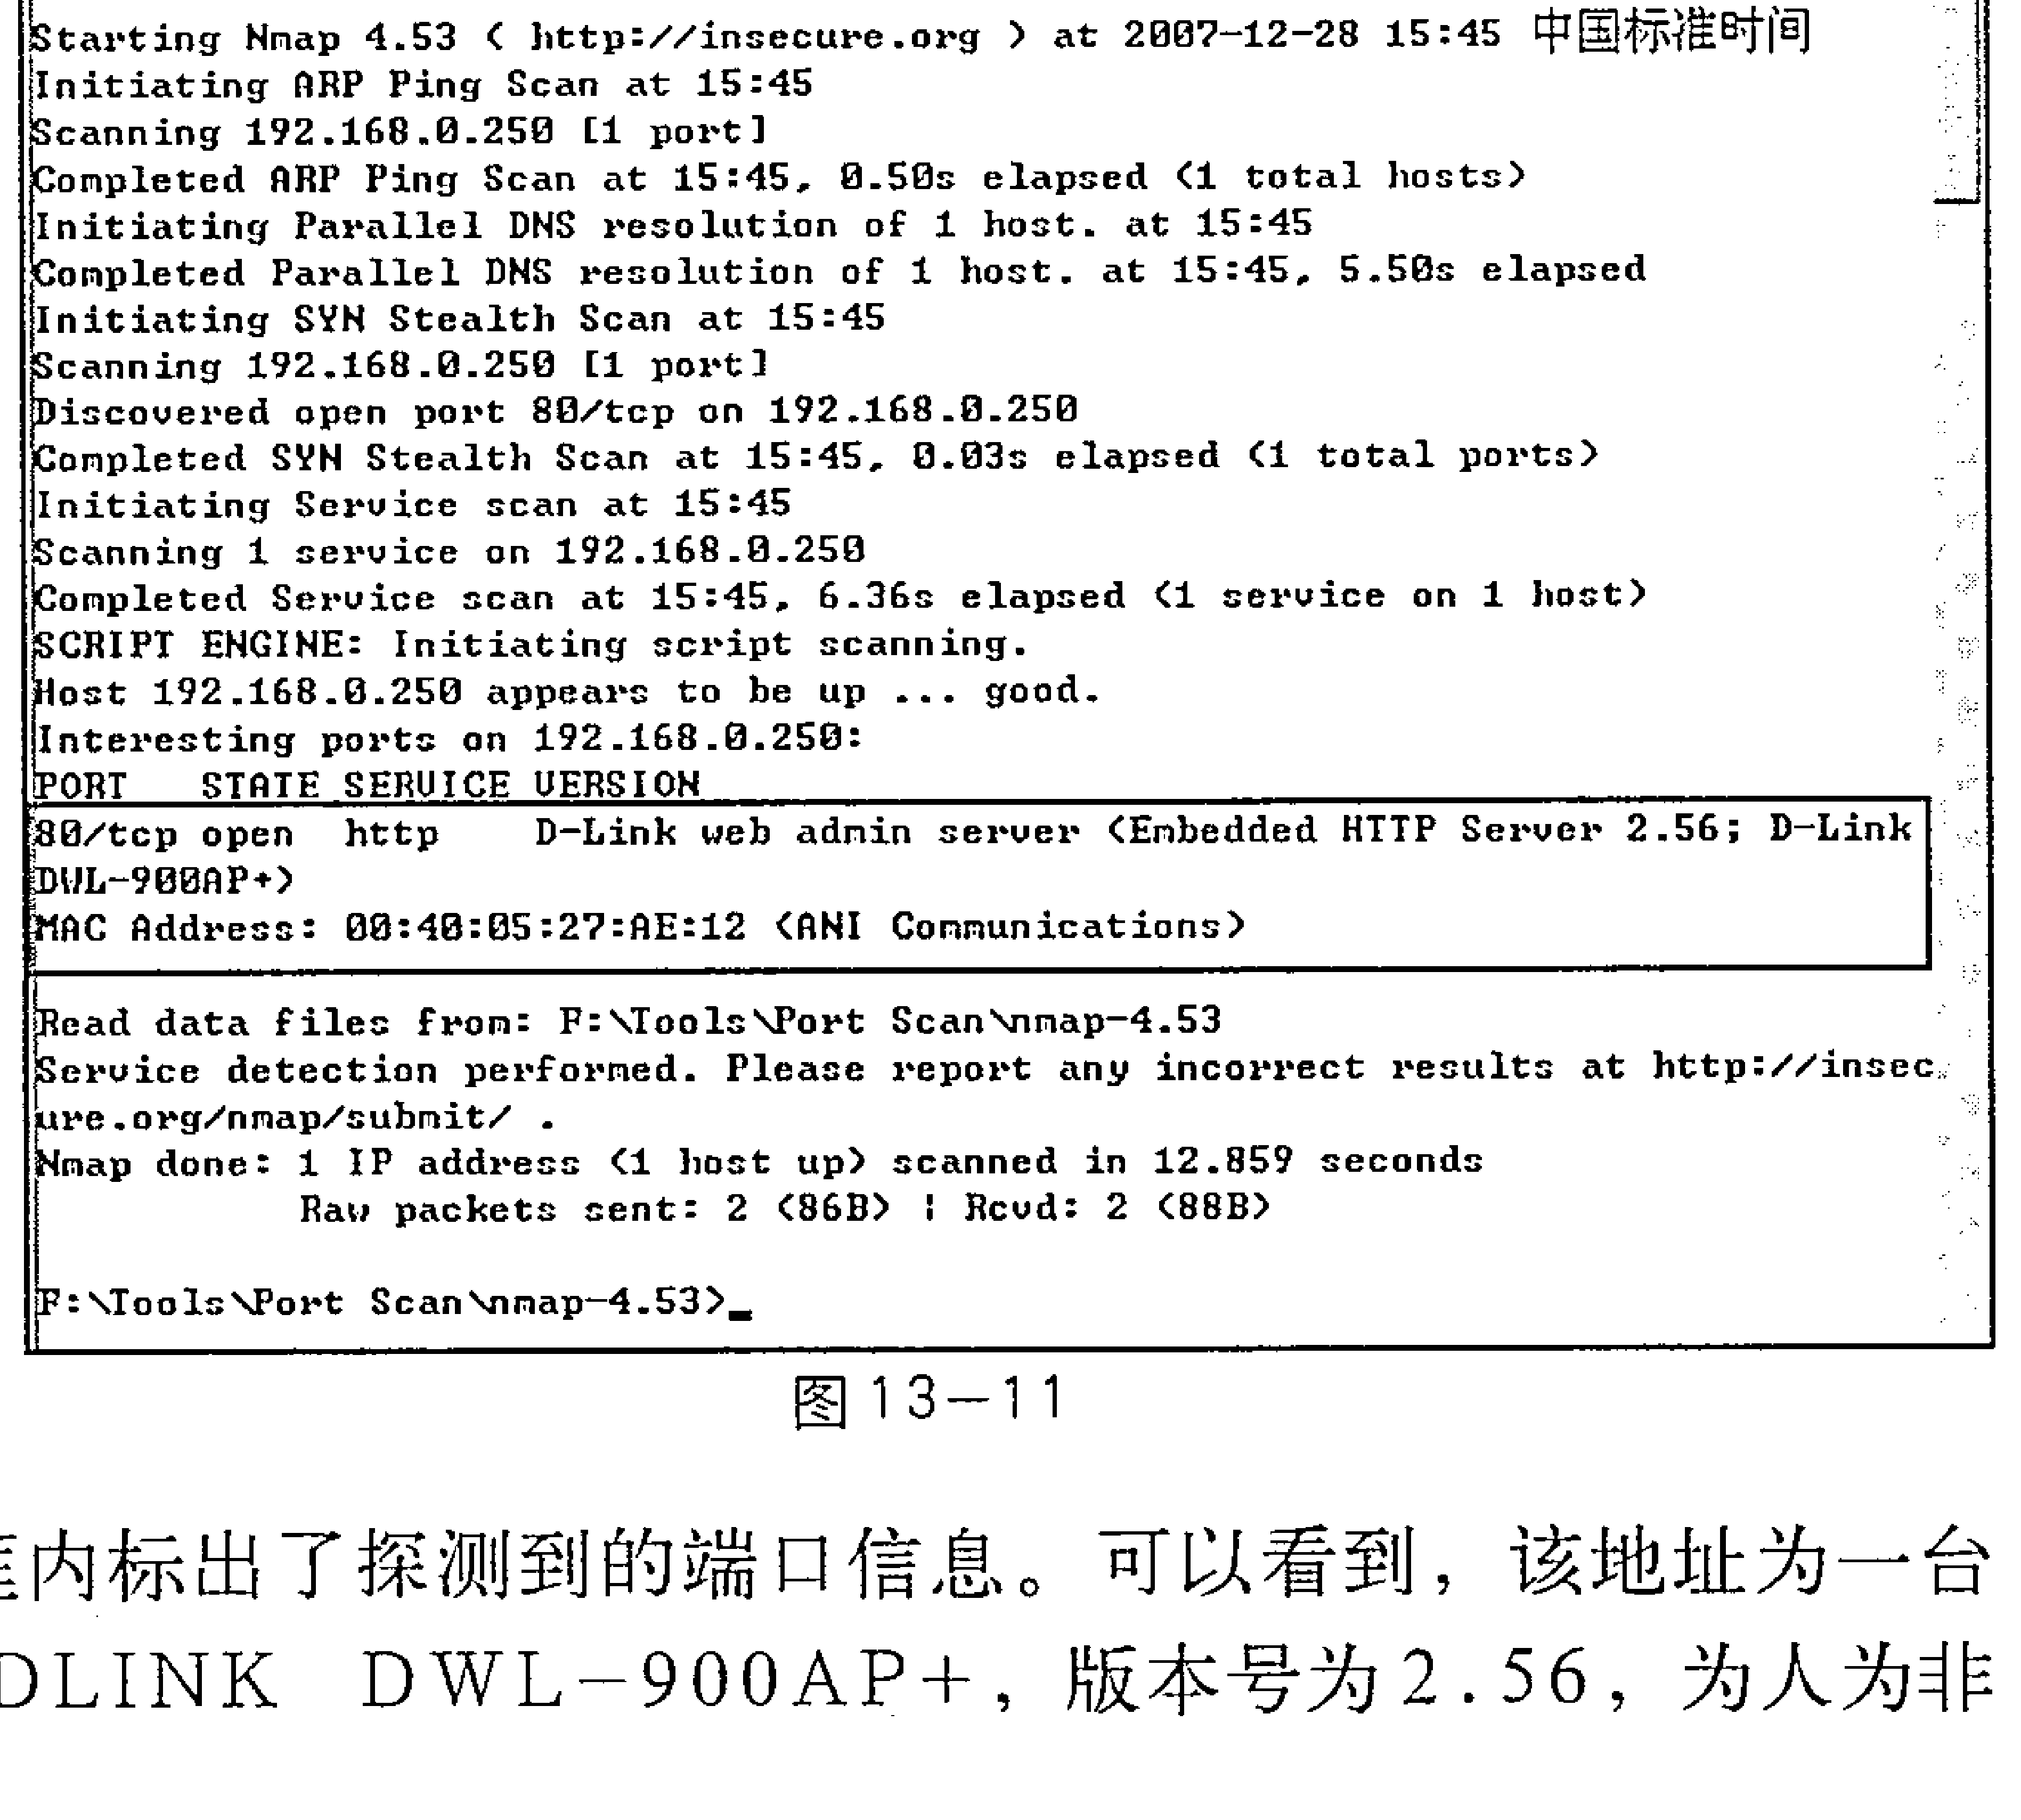 Starting Nmap 4.53 ( http://insecure.org ) at 2007-12-28 15:45 中国标准时间
Initiating ARP Ping Scan at 15:45
Scanning 192.168.0.250 [1 port]
Completed ARP Ping Scan at 15:45, 0.50s elapsed (1 total hosts)
Initiating Parallel DNS resolution of 1 host. at 15:45
Completed Parallel DNS resolution of 1 host. at 15:45, 5.50s elapsed
Initiating SYN Stealth Scan at 15:45
Scanning 192.168.0.250 [1 port]
Discovered open port 80/tcp on 192.168.0.250
Completed SYN Stealth Scan at 15:45, 0.03s elapsed (1 total ports)
Initiating Service scan at 15:45
Scanning 1 service on 192.168.0.250
Completed Service scan at 15:45, 6.36s elapsed (1 service on 1 host)
SCRIPT ENGINE: Initiating script scanning.
Host 192.168.0.250 appears to be up ... good.
Interesting ports on 192.168.0.250:
PORT   STATE SERVICE VERSION
80/tcp open  http    D-Link web admin server (Embedded HTTP Server 2.56; D-Link
DWL-900AP+)
MAC Address: 00:40:05:27:AE:12 (ANI Communications)
Read data files from: F:\Tools\Port Scan\nmap-4.53
Service detection performed. Please report any incorrect results at http://insec
ure.org/nmap/submit/ .
Nmap done: 1 IP address (1 host up) scanned in 12.859 seconds
Raw packets sent: 2 (86B) | Rcvd: 2 (88B)
F:\Tools\Port Scan\nmap-4.53>_
图13-11
内标出了探测到的端口信息。可以看到，该地址为一台
DLINK DWL-900AP+，版本号为2.56，为人为非